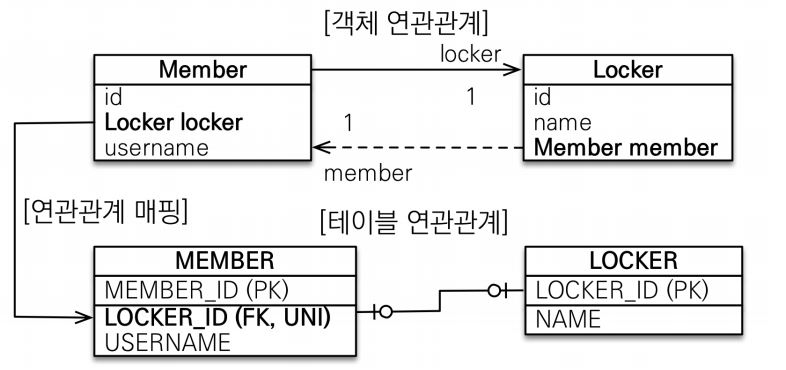 [객체 연관관계]
locker
Member
id
Locker locker
username
1
1
member
Locker
id
name
Member member
[연관관계 매핑]
[테이블 연관관계]
MEMBER
MEMBER_ID (PK)
LOCKER_ID (FK, UNI)
USERNAME
LOCKER
LOCKER_ID (PK)
NAME